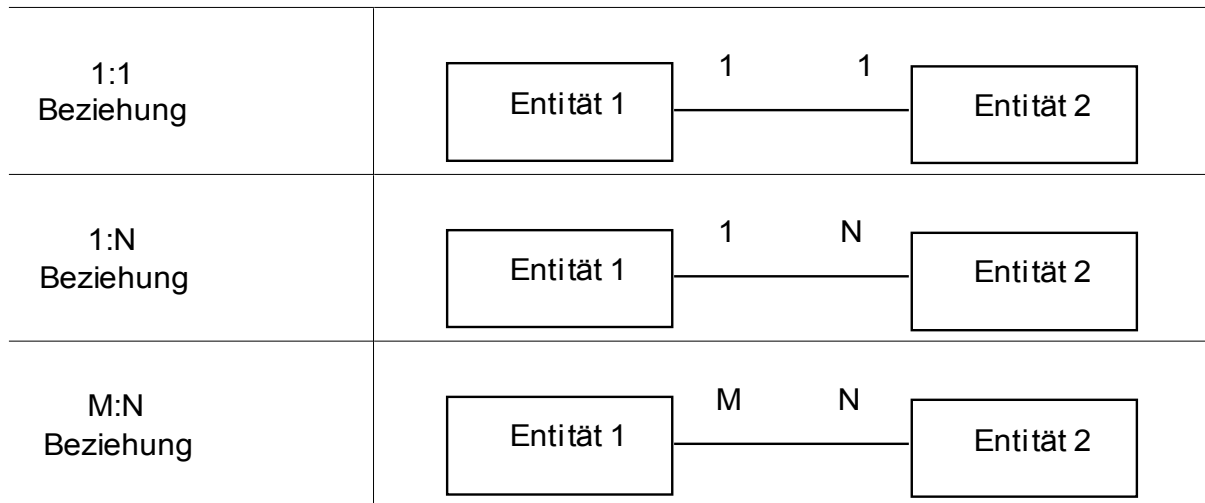 1:1
Beziehung
1 1
Entität 1
Entität 2
1:N
Beziehung
1 N
Entität 1
Entität 2
M:N
Beziehung
M N
Entität 1
Entität 2